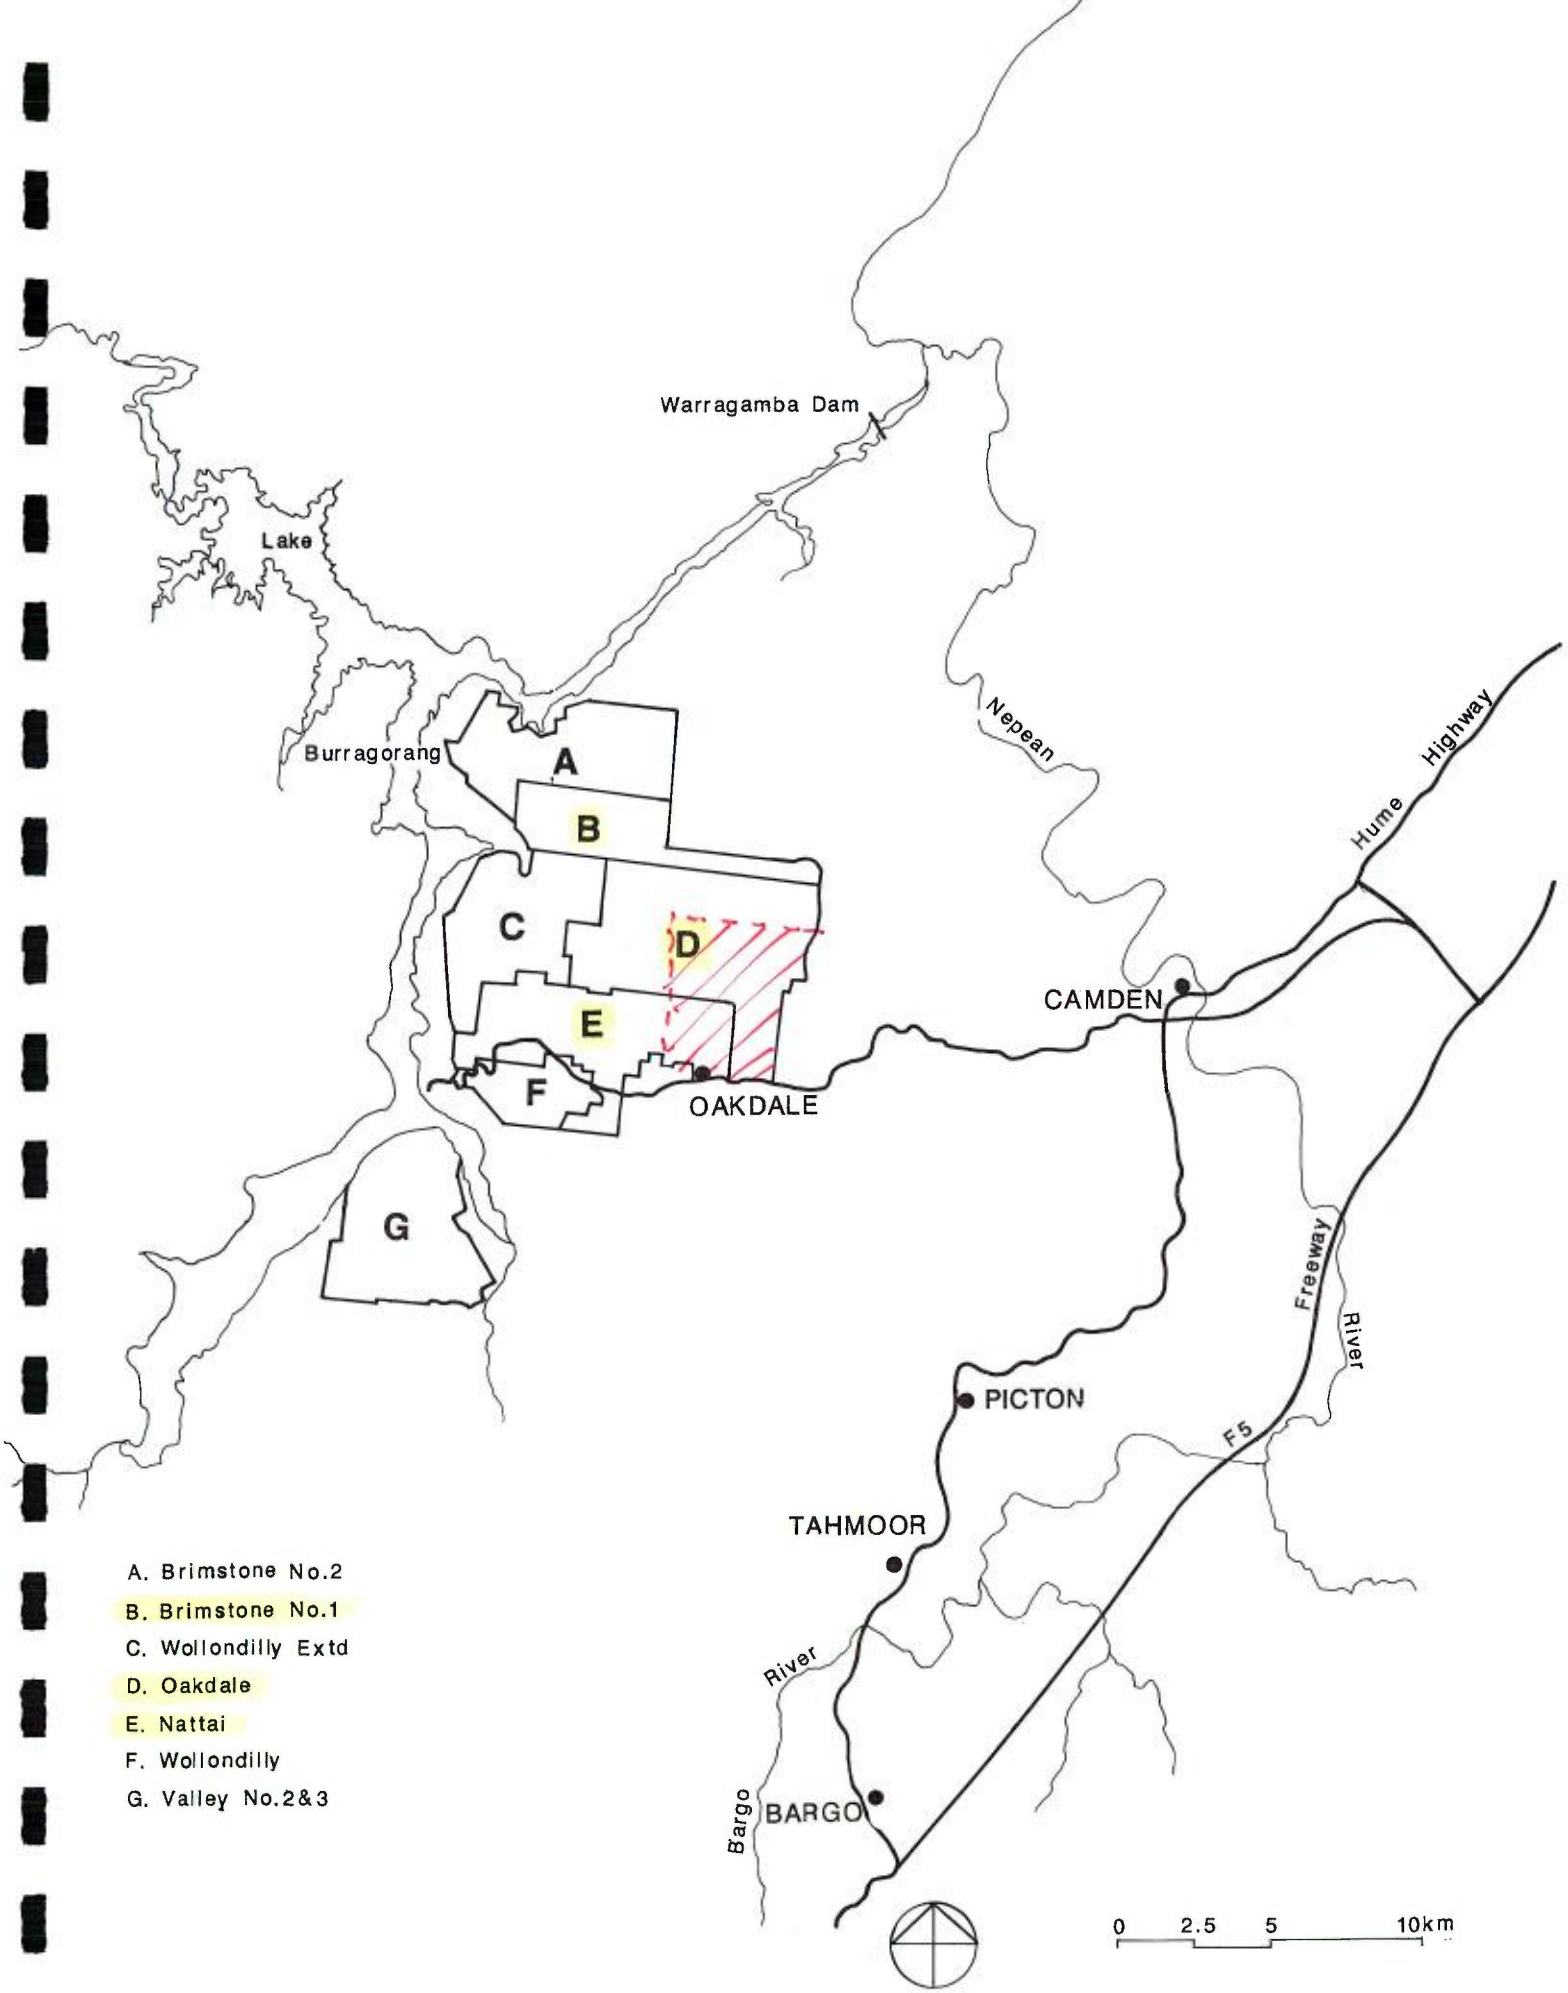 Warragamba Dam
Lake
Nepean
Highway
Burragorang
A
Hume
B
C
D
CAMDEN
E
F
OAKDALE
G
Freeway
River
PICTON
F5
TAHMOOR
A. Brimstone No.2
B. Brimstone No.1
C. Wollondilly Extd
River
D. Oakdale
E. Nattai
F. Wollondilly
G. Valley No.2&3
Bargo
BARGO
0 2.5 5 10km